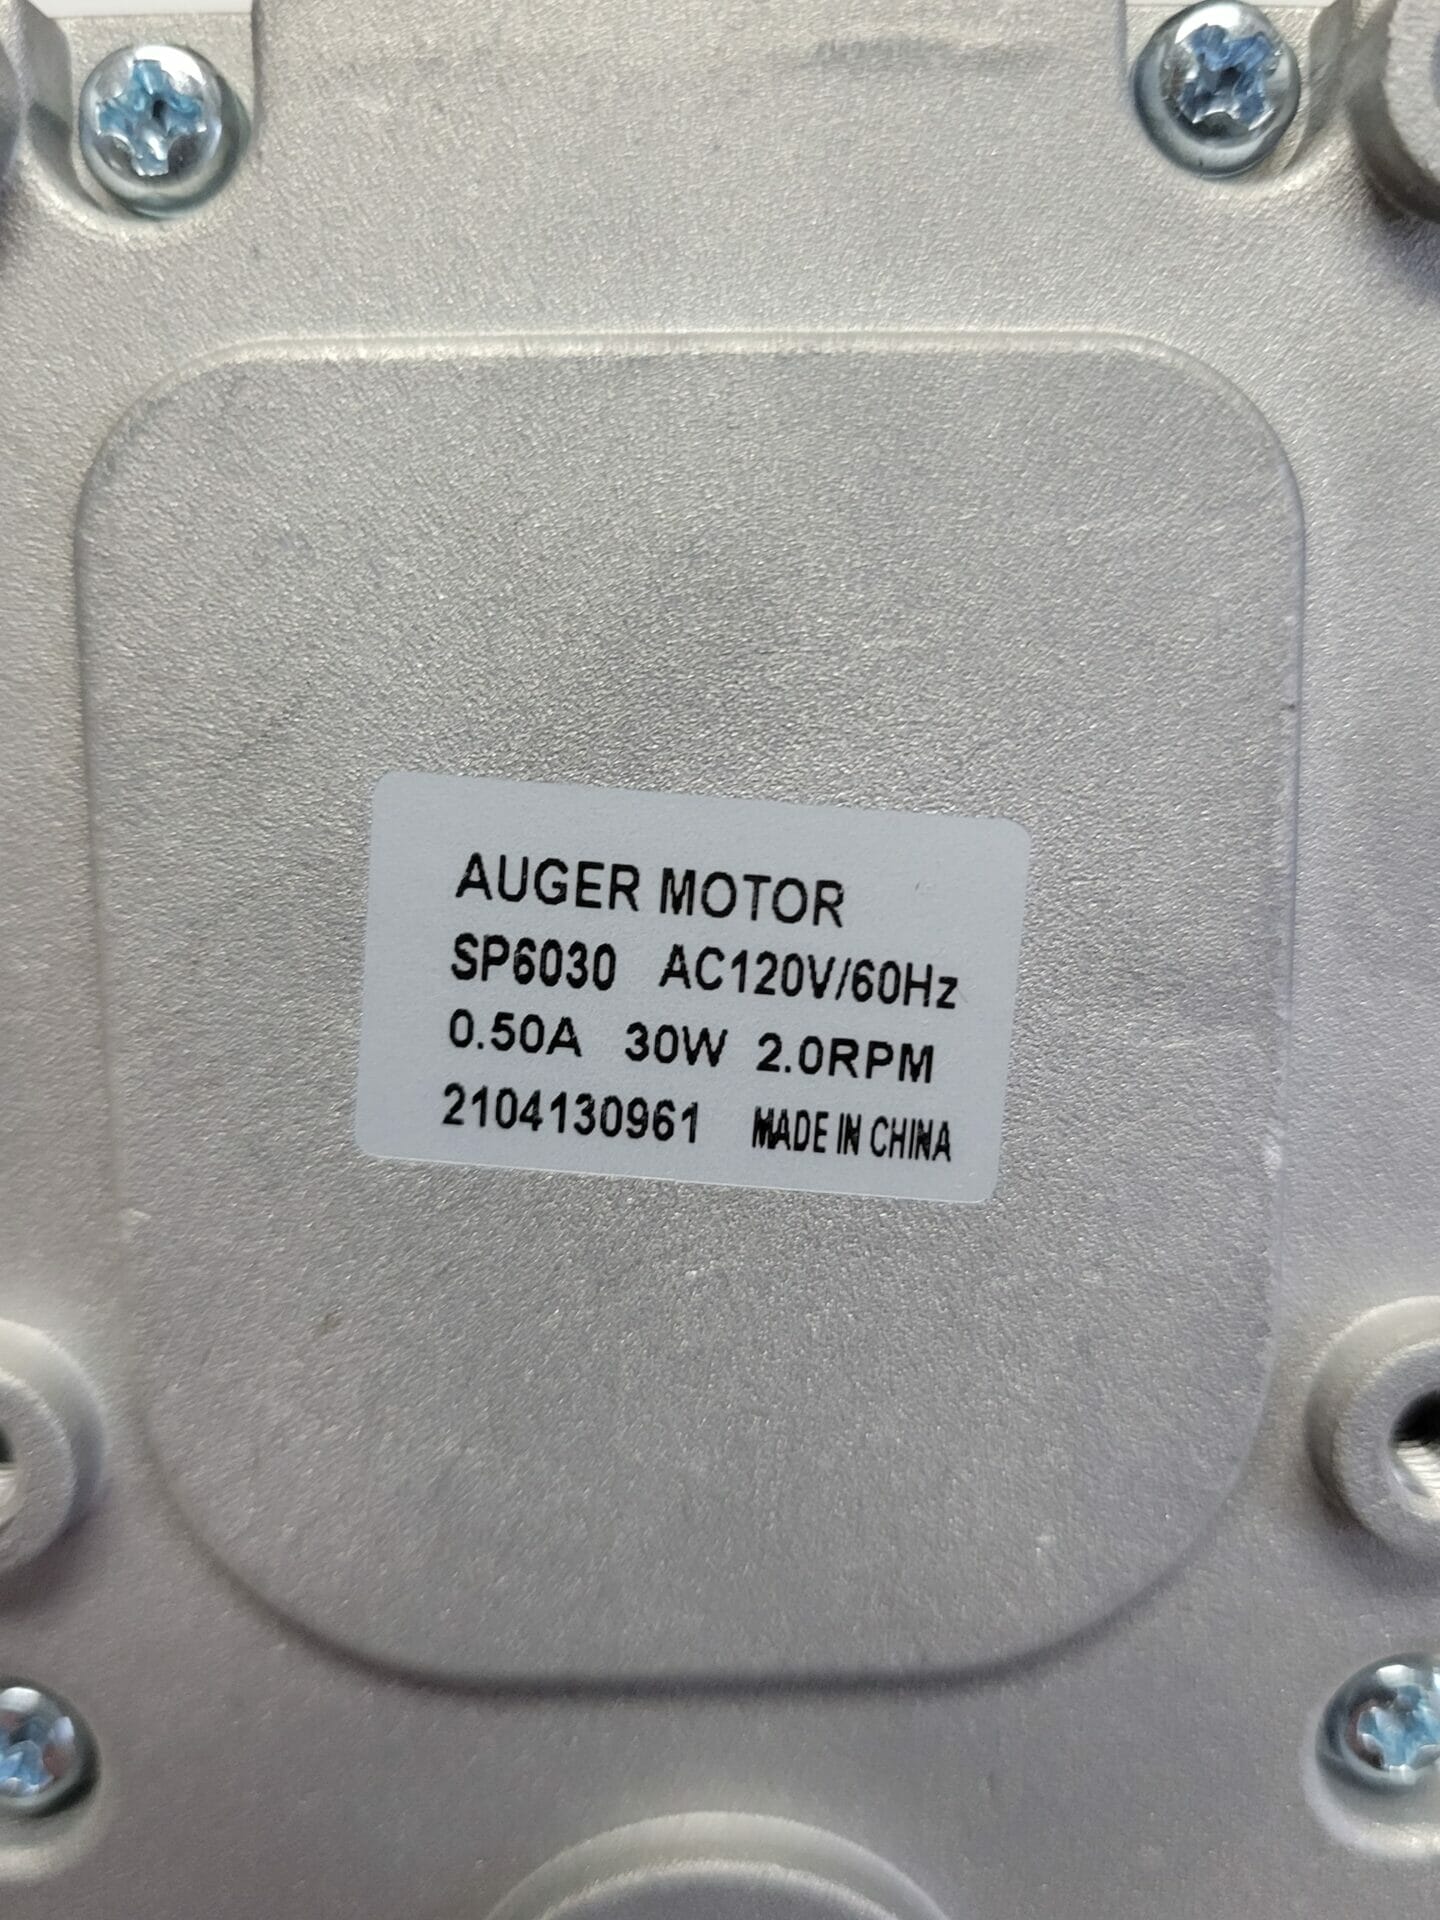 AUGER MOTOR
SP6030 AC120V/60Hz
0.50A 30W 2.0RPM
2104130961 MADE IN CHINA